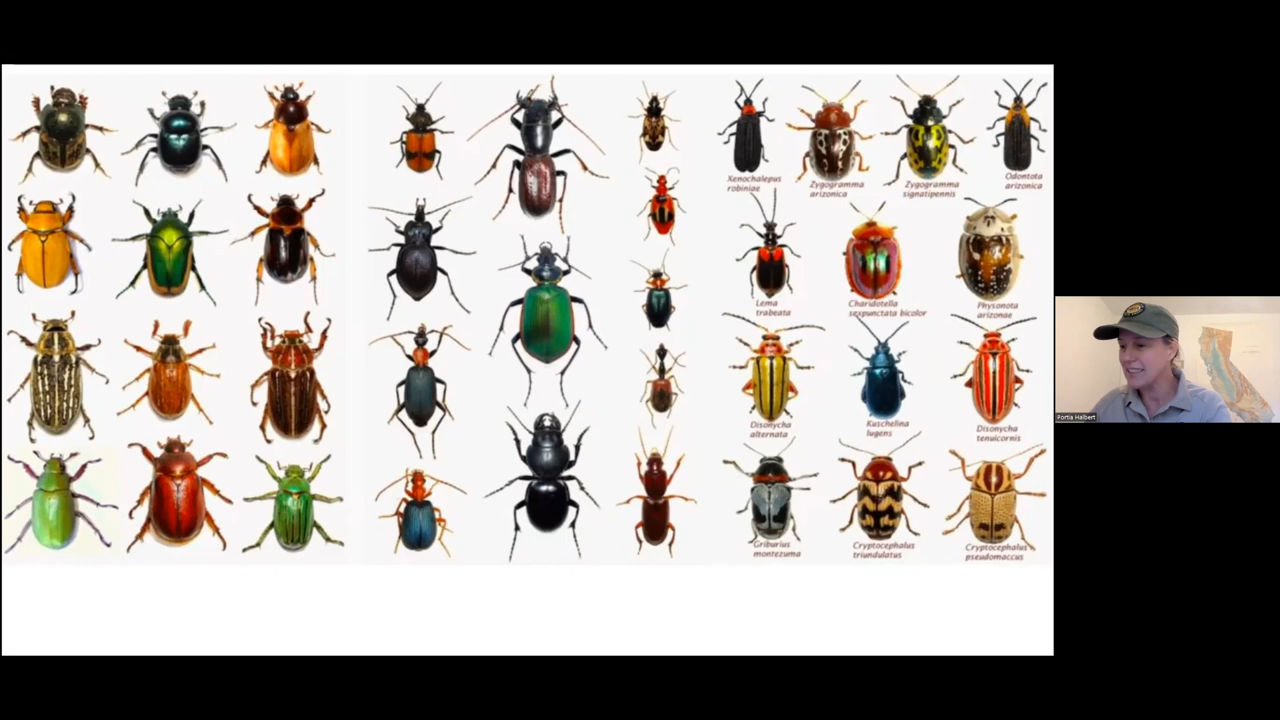 Xenochalepus
robiniae
Zygogramma
arizonica
Zygogramma
signatipennis
Odontota
arizonica
Lema
trabeata
Charidotella
sexpunctata bicolor
Physonota
arizonae
Disonycha
alternata
Kuschelina
lugens
Disonycha
tenuicornis
Griburius
montezuma
Cryptocephalus
triundulatus
Cryptocephalus
pseudomaccus
Portia Halbert